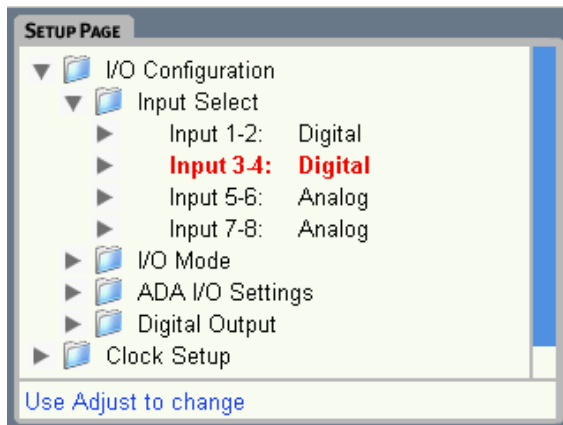 SETUP PAGE
I/O Configuration
Input Select
Input 1-2: Digital
Input 3-4: Digital
Input 5-6: Analog
Input 7-8: Analog
I/O Mode
ADA I/O Settings
Digital Output
Clock Setup
Use Adjust to change